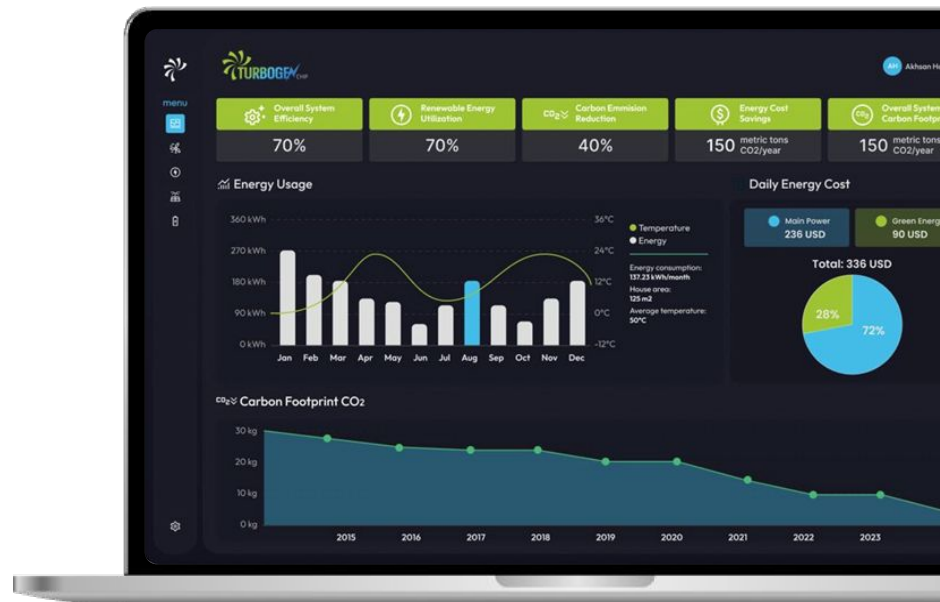 TURBOGEN CHIP
AH Akhsan
menu
Overall System
Efficiency
70%
Renewable Energy
Utilization
70%
CO2
Carbon Emmision
Reduction
40%
$
Energy Cost
Savings
150 metric tons
CO2/year
CO2
Overall System
Carbon Footpr
150 metric tons
CO2/year
Energy Usage
360 kWh
270 kWh
180 kWh
90 kWh
0 kWh
36°C
24°C
12°C
0°C
-12°C
Jan Feb Mar Apr May Jun Jul Aug Sep Oct Nov Dec
Temperature
Energy
Energy consumption:
137.23 kWh/month
House area:
125 m2
Average temperature:
50°C
Daily Energy Cost
Main Power
236 USD
Green Energ
90 USD
Total: 336 USD
28%
72%
CO2 Carbon Footprint CO2
30 kg
20 kg
10 kg
0 kg
2015 2016 2017 2018 2019 2020 2021 2022 2023